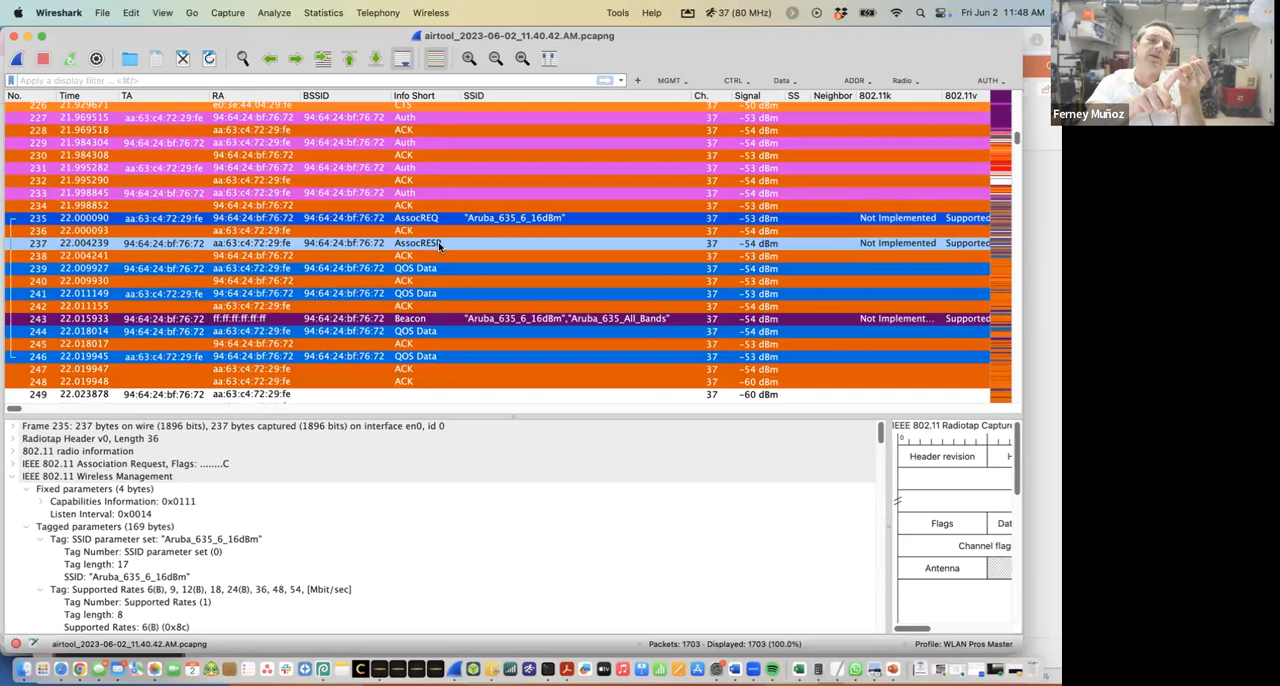 Wireshark File Edit View Go Capture Analyze Statistics Telephony Wireless Tools Help 37 (80 MHz) Fri Jun 2 11:48 AM
airtool_2023-06-02_11.40.42.AM.pcapng
Apply a display filter ... <⌘/> + MGMT CTRL Data ADDR Radio AUTH
No. Time TA RA BSSID Info Short SSID Ch. Signal SS Neighbor 802.11k 802.11v
226 21.929671 e0:3e:44:04:29:fe CTS 37 -50 dBm
227 21.969515 aa:63:c4:72:29:fe 94:64:24:bf:76:72 94:64:24:bf:76:72 Auth 37 -53 dBm
228 21.969518 aa:63:c4:72:29:fe ACK 37 -54 dBm
229 21.984304 94:64:24:bf:76:72 aa:63:c4:72:29:fe 94:64:24:bf:76:72 Auth 37 -54 dBm
230 21.984308 94:64:24:bf:76:72 ACK 37 -53 dBm
231 21.995282 aa:63:c4:72:29:fe 94:64:24:bf:76:72 94:64:24:bf:76:72 Auth 37 -53 dBm
232 21.995290 aa:63:c4:72:29:fe ACK 37 -54 dBm
233 21.998845 94:64:24:bf:76:72 aa:63:c4:72:29:fe 94:64:24:bf:76:72 Auth 37 -54 dBm
234 21.998852 94:64:24:bf:76:72 ACK 37 -53 dBm
235 22.000090 aa:63:c4:72:29:fe 94:64:24:bf:76:72 94:64:24:bf:76:72 AssocREQ "Aruba_635_6_16dBm" 37 -53 dBm Not Implemented Supported
236 22.000093 aa:63:c4:72:29:fe ACK 37 -53 dBm
237 22.004239 94:64:24:bf:76:72 aa:63:c4:72:29:fe 94:64:24:bf:76:72 AssocRESP 37 -54 dBm Not Implemented Supported
238 22.004241 94:64:24:bf:76:72 ACK 37 -53 dBm
239 22.009927 94:64:24:bf:76:72 aa:63:c4:72:29:fe 94:64:24:bf:76:72 QOS Data 37 -54 dBm
240 22.009930 94:64:24:bf:76:72 ACK 37 -53 dBm
241 22.011149 aa:63:c4:72:29:fe 94:64:24:bf:76:72 94:64:24:bf:76:72 QOS Data 37 -53 dBm
242 22.011155 aa:63:c4:72:29:fe ACK 37 -54 dBm
243 22.015933 94:64:24:bf:76:72 ff:ff:ff:ff:ff:ff 94:64:24:bf:76:72 Beacon "Aruba_635_6_16dBm","Aruba_635_All_Bands" 37 -54 dBm Not Implement... Supported
244 22.018014 94:64:24:bf:76:72 aa:63:c4:72:29:fe 94:64:24:bf:76:72 QOS Data 37 -54 dBm
245 22.018017 94:64:24:bf:76:72 ACK 37 -53 dBm
246 22.019945 aa:63:c4:72:29:fe 94:64:24:bf:76:72 94:64:24:bf:76:72 QOS Data 37 -53 dBm
247 22.019947 aa:63:c4:72:29:fe ACK 37 -54 dBm
248 22.019948 aa:63:c4:72:29:fe ACK 37 -60 dBm
249 22.023878 94:64:24:bf:76:72 aa:63:c4:72:29:fe 37 -60 dBm
Frame 235: 237 bytes on wire (1896 bits), 237 bytes captured (1896 bits) on interface en0, id 0
Radiotap Header v0, Length 36
802.11 radio information
IEEE 802.11 Association Request, Flags: ........C
IEEE 802.11 Wireless Management
Fixed parameters (4 bytes)
Capabilities Information: 0x0111
Listen Interval: 0x0014
Tagged parameters (169 bytes)
Tag: SSID parameter set: "Aruba_635_6_16dBm"
Tag Number: SSID parameter set (0)
Tag length: 17
SSID: "Aruba_635_6_16dBm"
Tag: Supported Rates 6(B), 9, 12(B), 18, 24(B), 36, 48, 54, [Mbit/sec]
Tag Number: Supported Rates (1)
Tag length: 8
Supported Rates: 6(B) (0x8c)
IEEE 802.11 Radiotap Captur
0
Header revision H
Flags Dat
Channel flag
Antenna
airtool_2023-06-02_11.40.42.AM.pcapng Packets: 1703 · Displayed: 1703 (100.0%) Profile: WLAN Pros Master
Ferney Muñoz